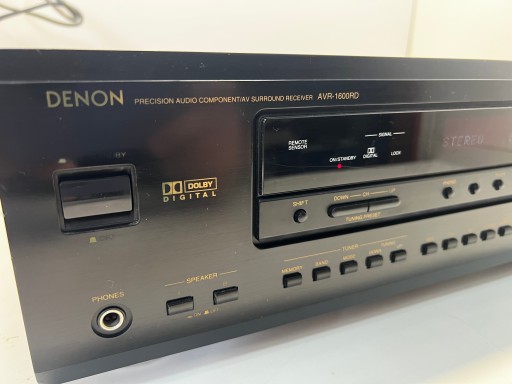 DENON PRECISION AUDIO COMPONENT/AV SURROUND RECEIVER AVR-1600RD
REMOTE
SENSOR
SIGNAL
ON/STANDBY
DIGITAL
LOCK
STEREO
DOLBY
DIGITAL
SHIFT
DOWN CH UP
TUNING PRESET
TUNER
MEMORY BAND MODE
SPEAKER
PHONES